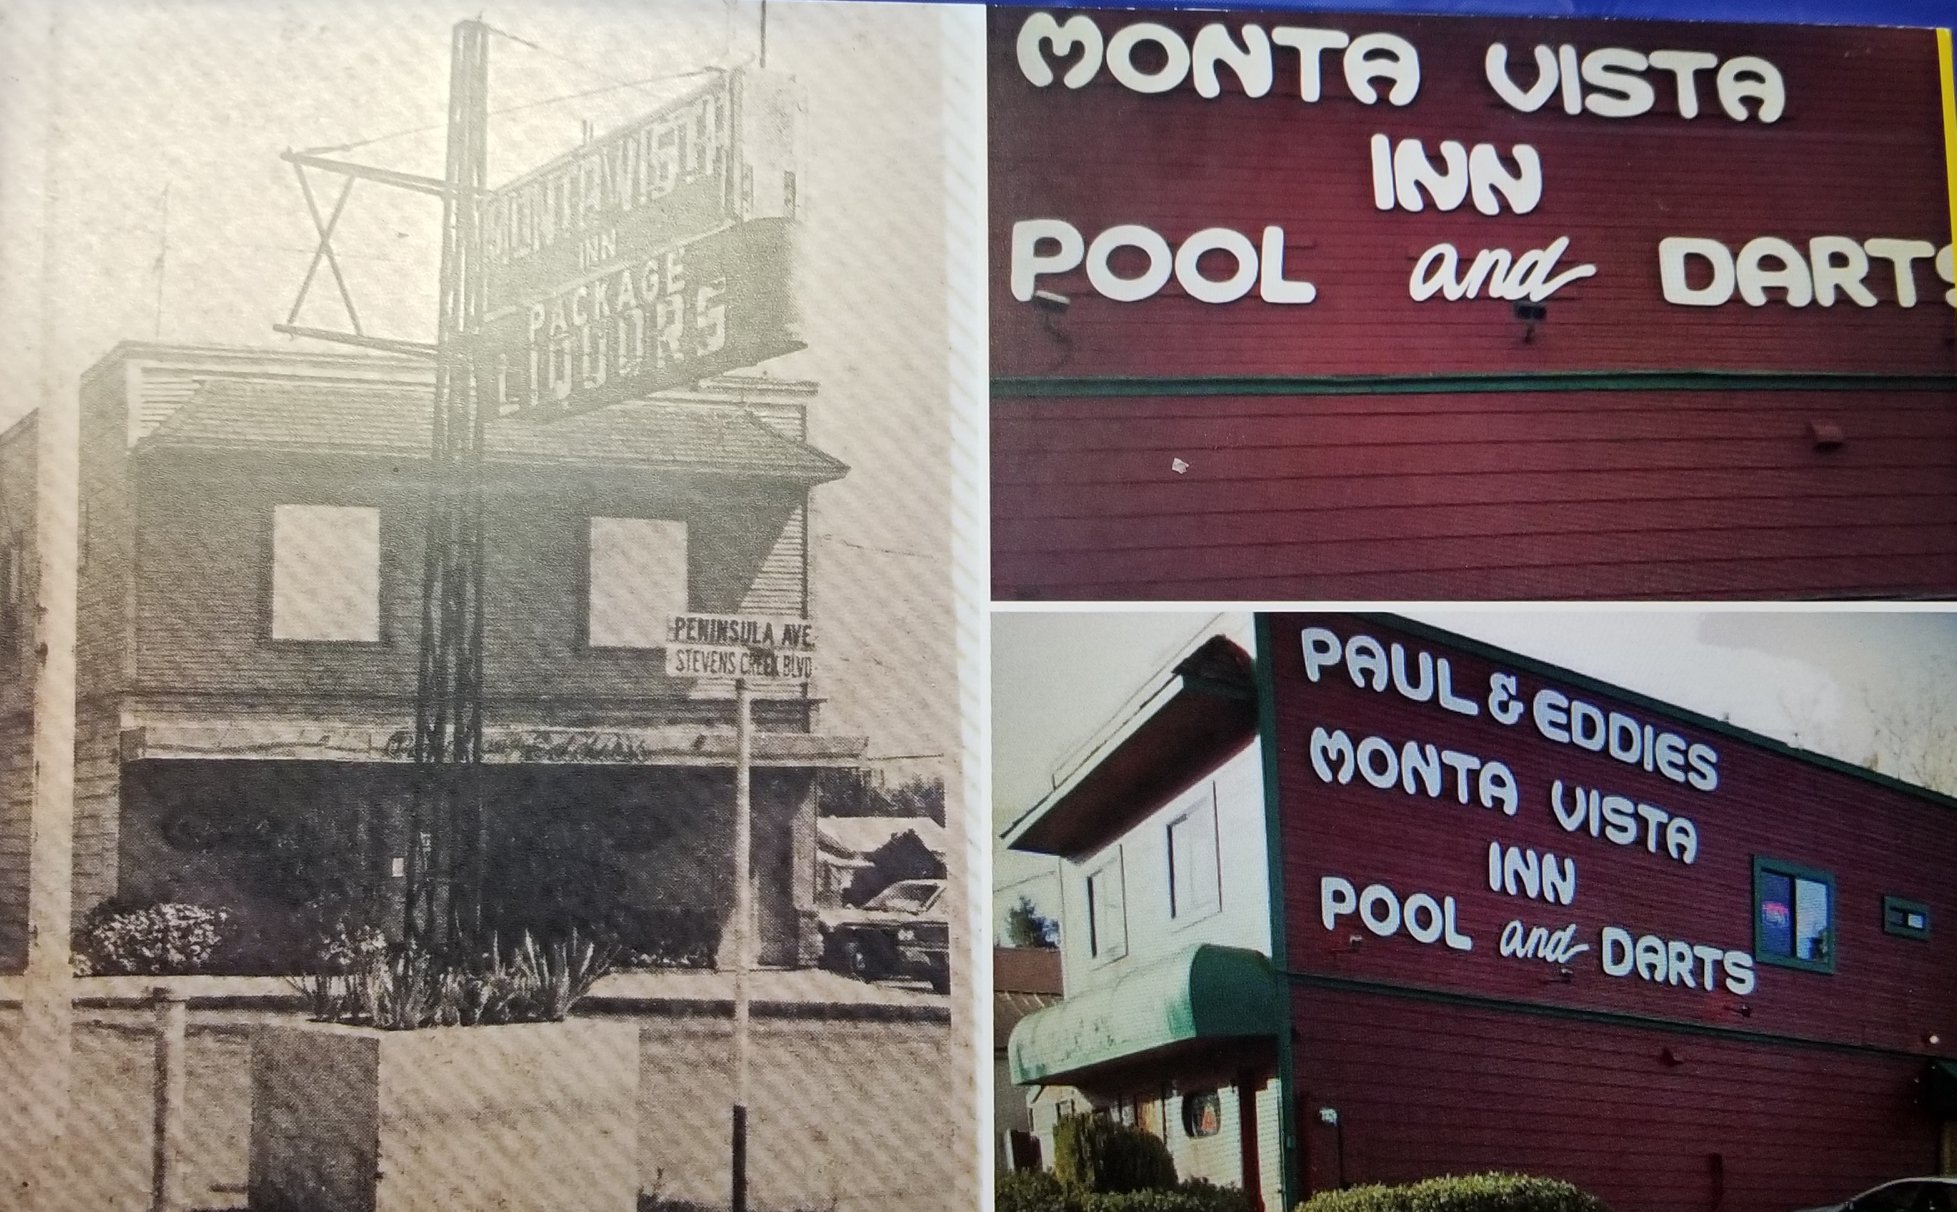 MONTA VISTA
INN
PACKAGE
LIQUORS
PENINSULA AVE
STEVENS CREEK BLVD
MONTA VISTA
INN
POOL and DARTS
PAUL & EDDIES
MONTA VISTA
INN
POOL and DARTS